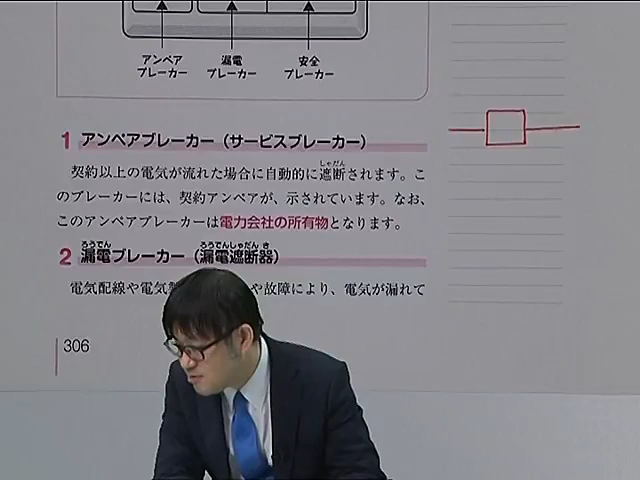 アンペア
ブレーカー
漏電
ブレーカー
安全
ブレーカー
1 アンペアブレーカー（サービスブレーカー）
しゃだん
契約以上の電気が流れた場合に自動的に遮断されます。こ
のブレーカーには、契約アンペアが、示されています。なお、
このアンペアブレーカーは電力会社の所有物となります。
ろうでん ろうでんしゃだん き
2 漏電ブレーカー（漏電遮断器）
電気配線や電気 や故障により、電気が漏れて
306